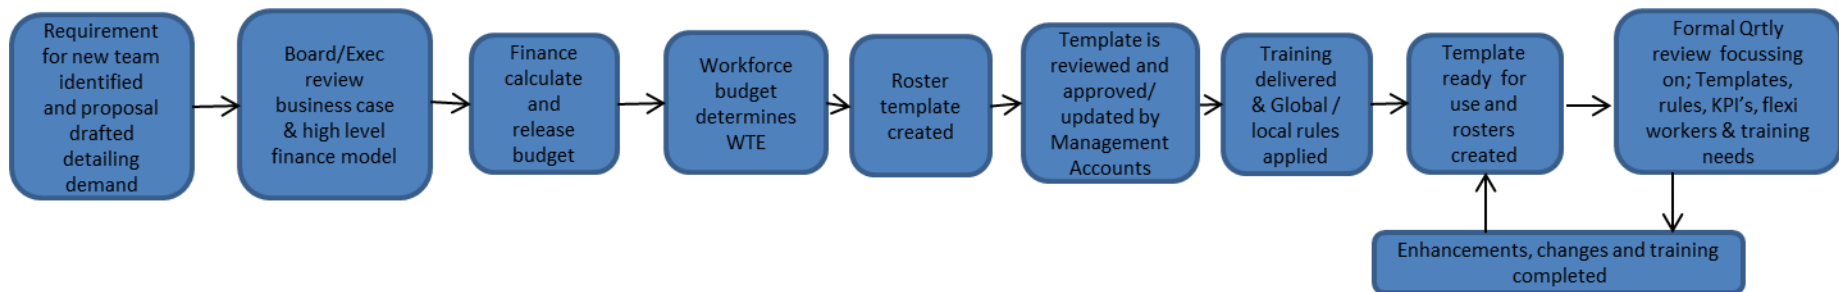 Requirement
for new team
identified
and proposal
drafted
detailing
demand
Board/Exec
review
business case
& high level
finance model
Finance
calculate
and
release
budget
Workforce
budget
determines
WTE
Roster
template
created
Template is
reviewed and
approved/
updated by
Management
Accounts
Training
delivered
& Global /
local rules
applied
Template
ready for
use and
rosters
created
Formal Qrtly
review focussing
on; Templates,
rules, KPI's, flexi
workers & training
needs
Enhancements, changes and training
completed